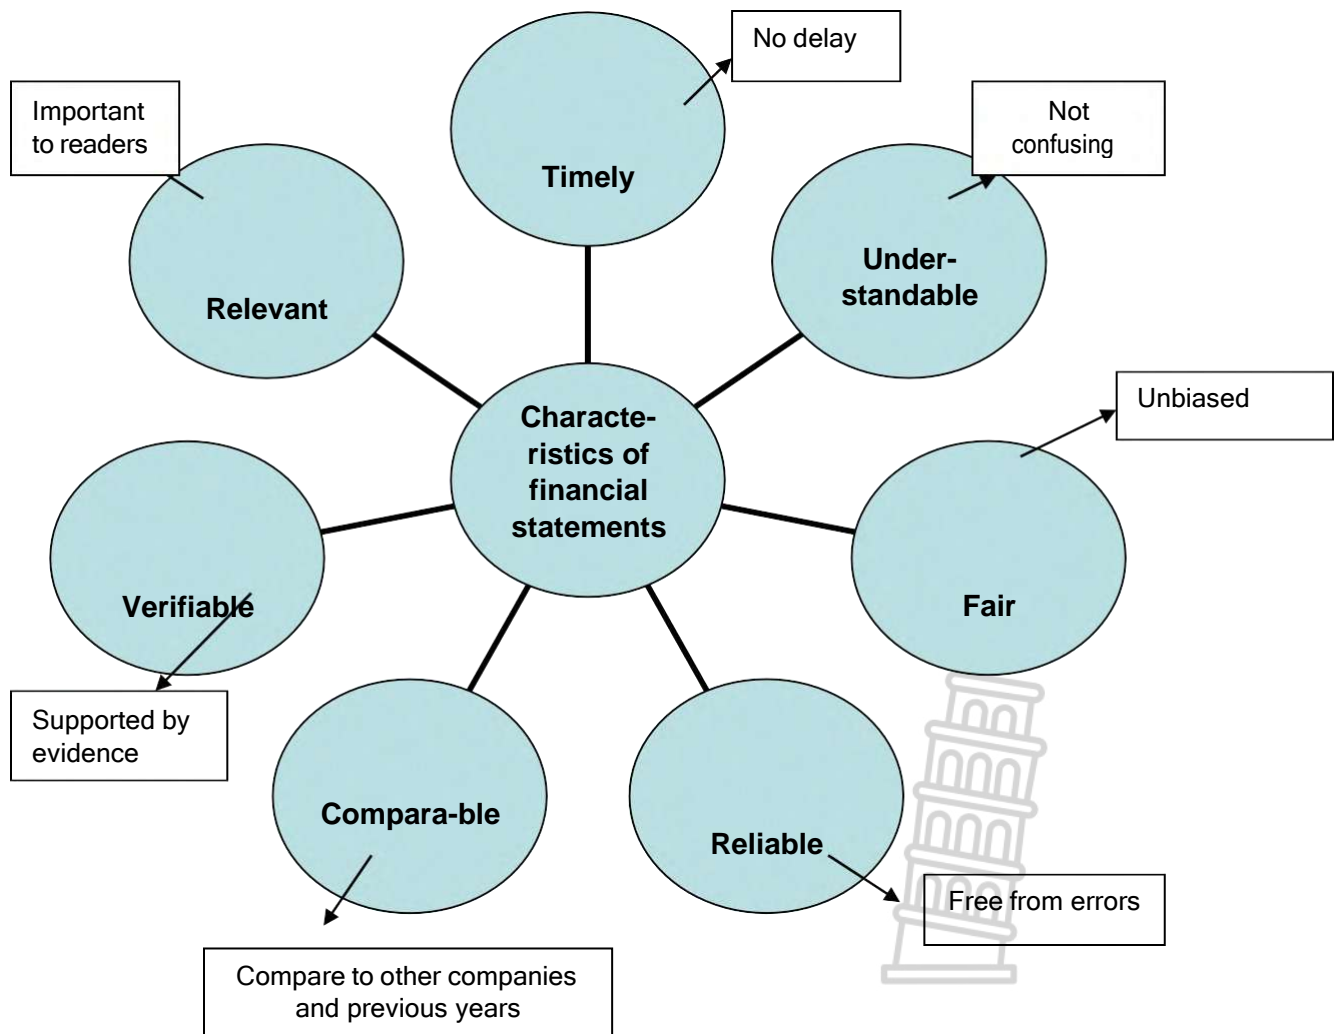 No delay
Important
to readers
Not
confusing
Timely
Under-
standable
Relevant
Unbiased
Characte-
ristics of
financial
statements
Verifiable
Fair
Supported by
evidence
Compara-ble
Reliable
Free from errors
Compare to other companies
and previous years